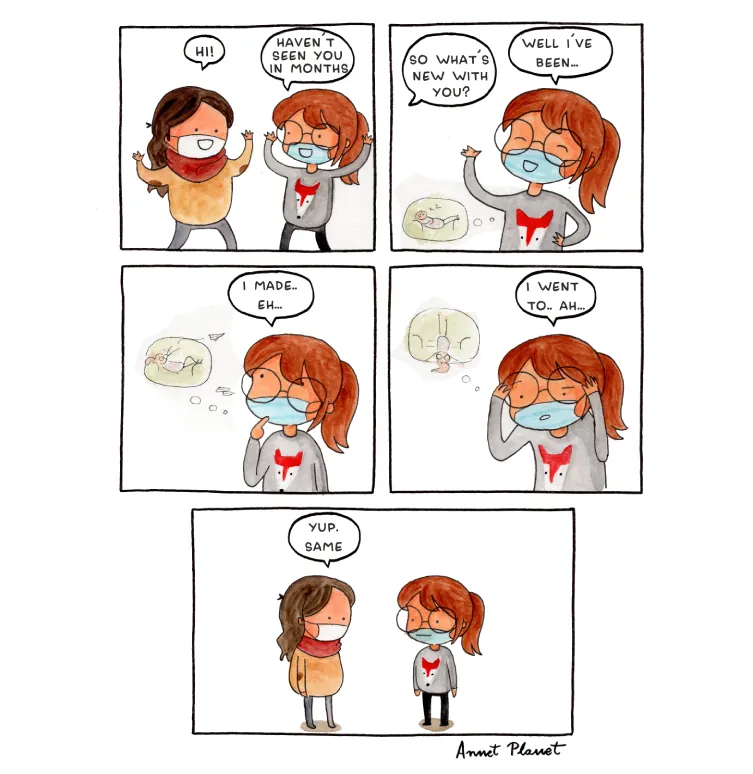 HI!
HAVEN'T
SEEN YOU
IN MONTHS
SO WHAT'S
NEW WITH
YOU?
WELL I'VE
BEEN...
ZZ
I MADE..
EH...
I WENT
TO.. AH...
YUP.
SAME
Annet Planet